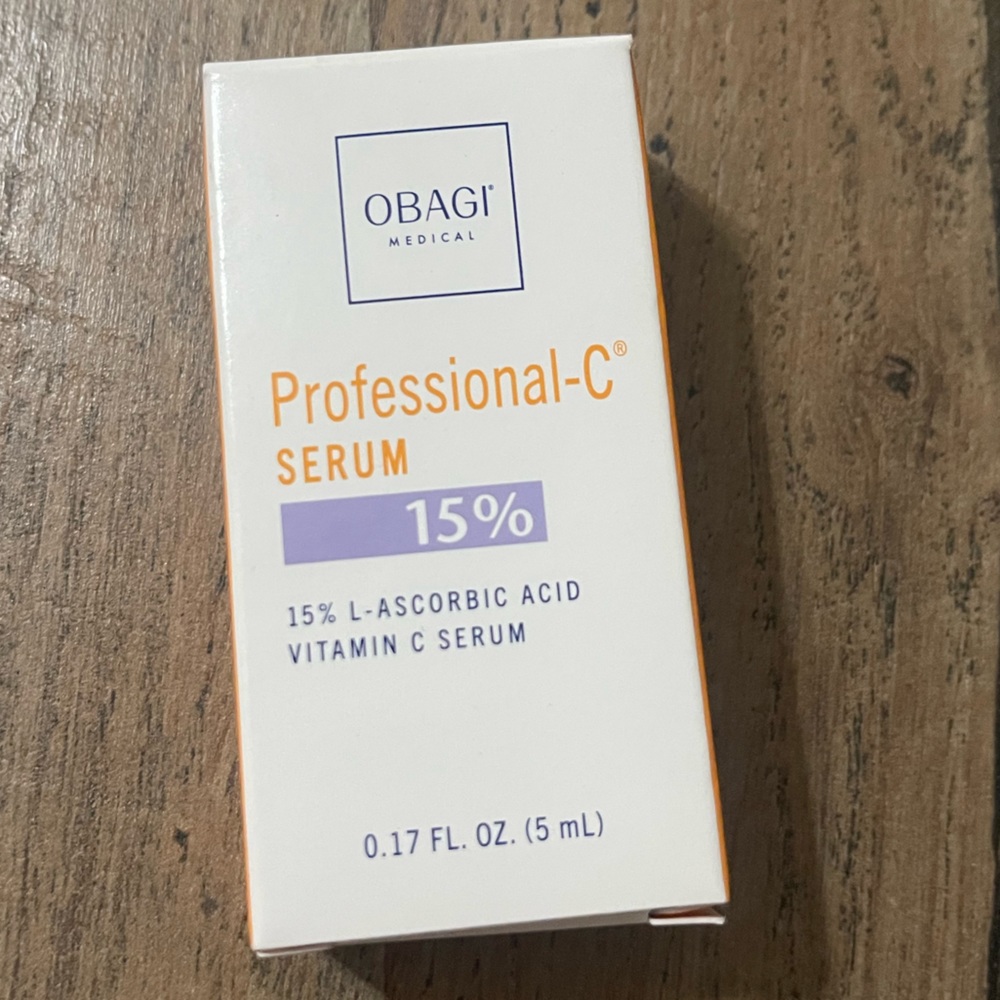 OBAGI®
MEDICAL
Professional-C®
SERUM
15%
15% L-ASCORBIC ACID
VITAMIN C SERUM
0.17 FL. OZ. (5 mL)